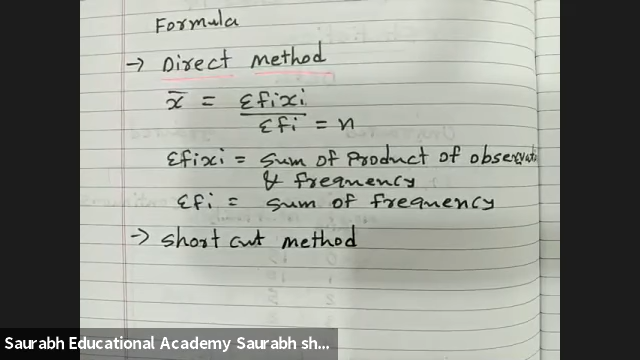 Formula
→ Direct method
x̄ = Σfixi
Σfi = n
Σfixi = sum of product of observati
& frequency
Σfi = sum of frequency
→ short cut method
Saurabh Educational Academy Saurabh sh...